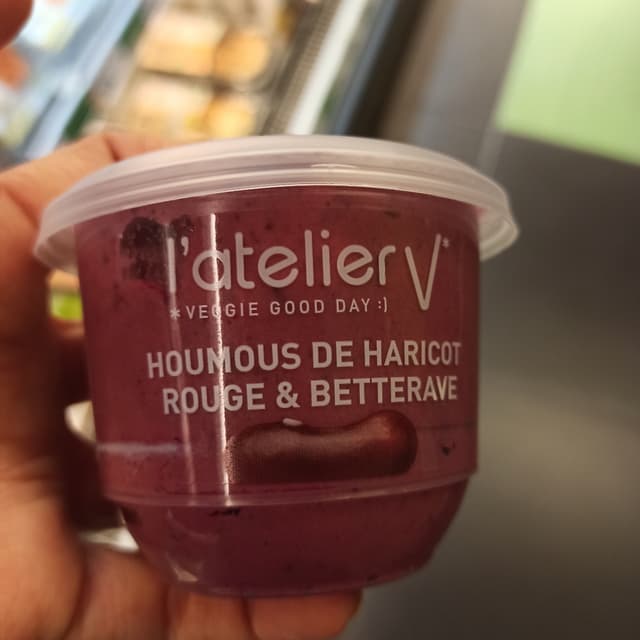 l'atelier V*
*VEGGIE GOOD DAY :)
HOUMOUS DE HARICOT
ROUGE & BETTERAVE